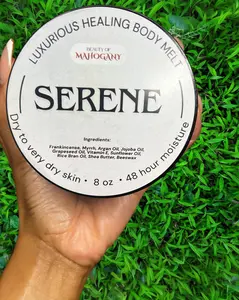 LUXURIOUS HEALING BODY MELT
BEAUTY OF
MAHOGANY
SERENE
Ingredients:
Frankincense, Myrrh, Argan Oil, Jojoba Oil,
Grapeseed Oil, Vitamin E, Sunflower Oil,
Rice Bran Oil, Shea Butter, Beeswax
Dry to very dry skin • 8 oz • 48 hour moisture